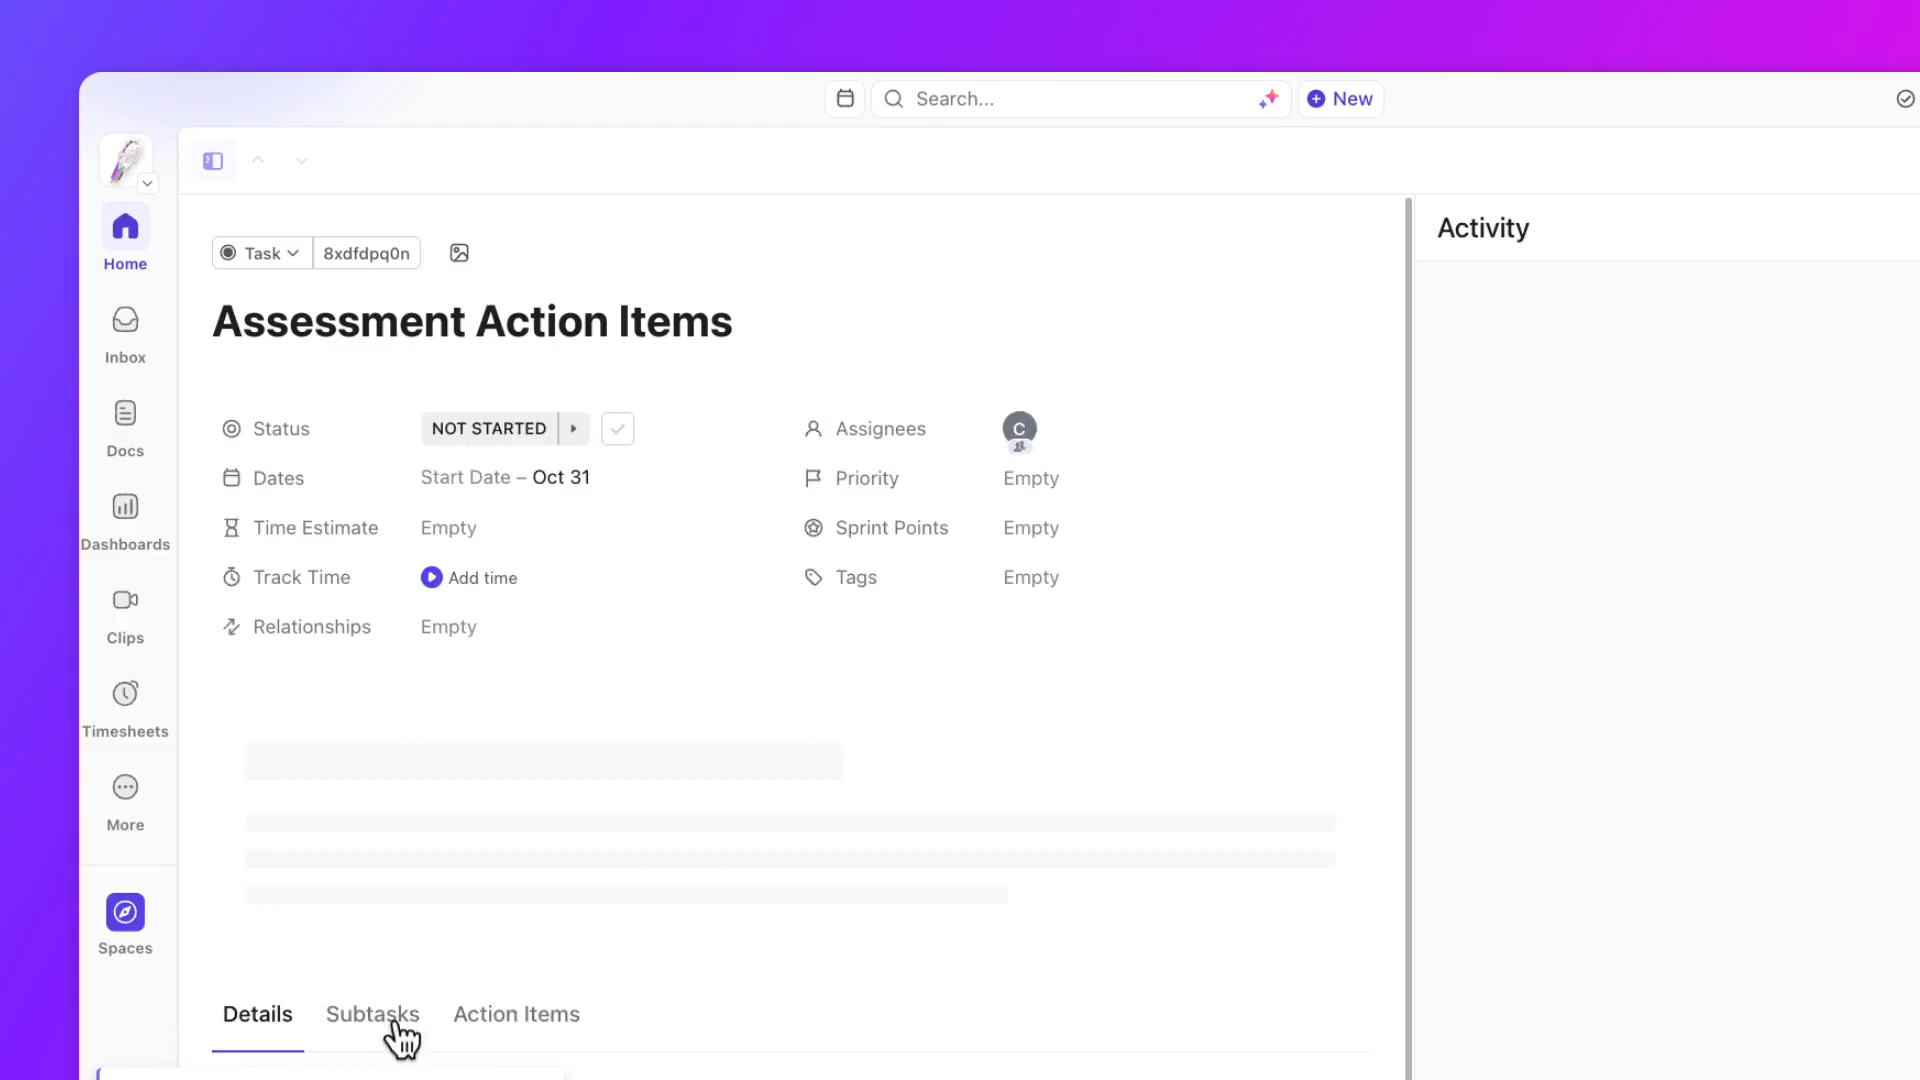 Search...
New
Home
Inbox
Docs
Dashboards
Clips
Timesheets
More
Spaces
Task
8xdfdpq0n
Assessment Action Items
Status
NOT STARTED
Assignees
C
Dates
Start Date – Oct 31
Priority
Empty
Time Estimate
Empty
Sprint Points
Empty
Track Time
Add time
Tags
Empty
Relationships
Empty
Details
Subtasks
Action Items
Activity